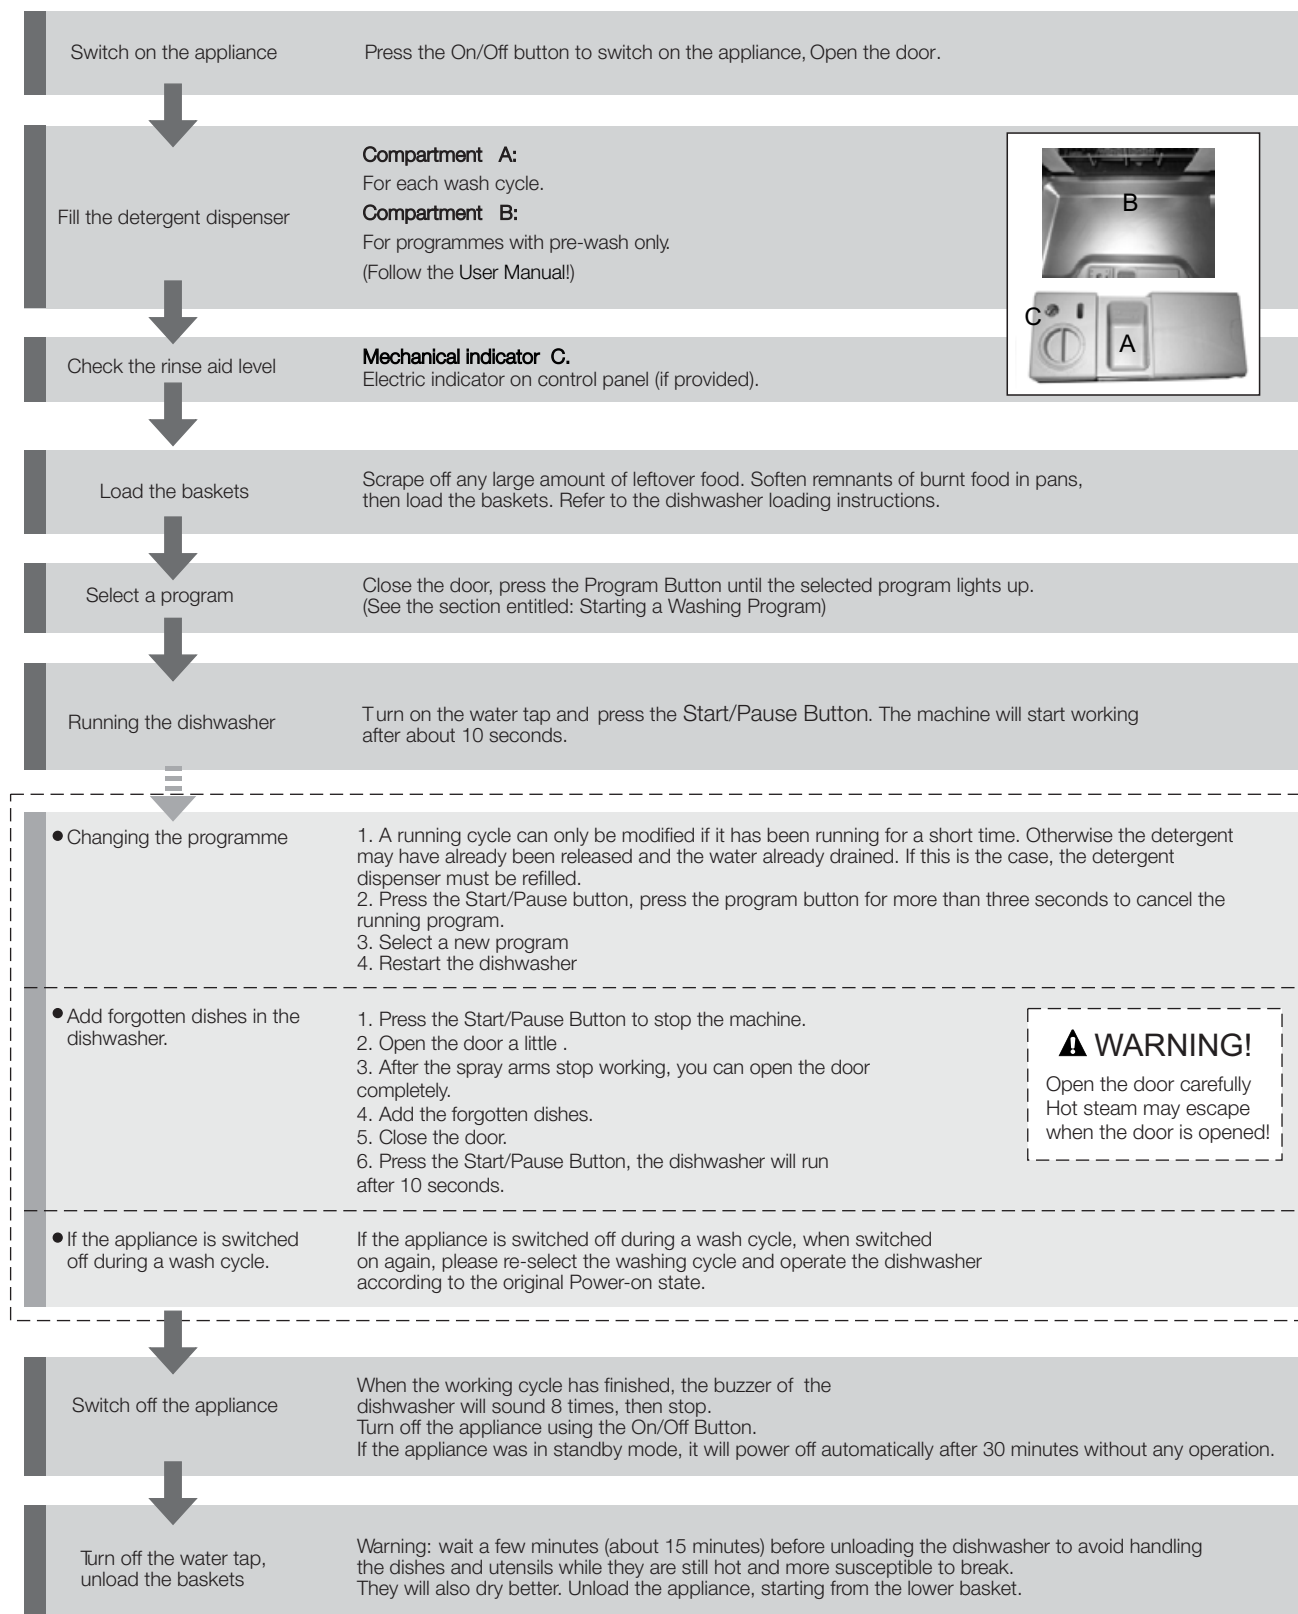 Switch on the appliance
Press the On/Off button to switch on the appliance, Open the door.
Fill the detergent dispenser
Compartment A:
For each wash cycle.
Compartment B:
For programmes with pre-wash only.
(Follow the User Manual!)
B
C
A
Check the rinse aid level
Mechanical indicator C.
Electric indicator on control panel (if provided).
Load the baskets
Scrape off any large amount of leftover food. Soften remnants of burnt food in pans,
then load the baskets. Refer to the dishwasher loading instructions.
Select a program
Close the door, press the Program Button until the selected program lights up.
(See the section entitled: Starting a Washing Program)
Running the dishwasher
Turn on the water tap and press the Start/Pause Button. The machine will start working
after about 10 seconds.
● Changing the programme
1. A running cycle can only be modified if it has been running for a short time. Otherwise the detergent
may have already been released and the water already drained. If this is the case, the detergent
dispenser must be refilled.
2. Press the Start/Pause button, press the program button for more than three seconds to cancel the
running program.
3. Select a new program
4. Restart the dishwasher
● Add forgotten dishes in the
dishwasher.
1. Press the Start/Pause Button to stop the machine.
2. Open the door a little .
3. After the spray arms stop working, you can open the door
completely.
4. Add the forgotten dishes.
5. Close the door.
6. Press the Start/Pause Button, the dishwasher will run
after 10 seconds.
WARNING!
Open the door carefully
Hot steam may escape
when the door is opened!
● If the appliance is switched
off during a wash cycle.
If the appliance is switched off during a wash cycle, when switched
on again, please re-select the washing cycle and operate the dishwasher
according to the original Power-on state.
Switch off the appliance
When the working cycle has finished, the buzzer of the
dishwasher will sound 8 times, then stop.
Turn off the appliance using the On/Off Button.
If the appliance was in standby mode, it will power off automatically after 30 minutes without any operation.
Turn off the water tap,
unload the baskets
Warning: wait a few minutes (about 15 minutes) before unloading the dishwasher to avoid handling
the dishes and utensils while they are still hot and more susceptible to break.
They will also dry better. Unload the appliance, starting from the lower basket.